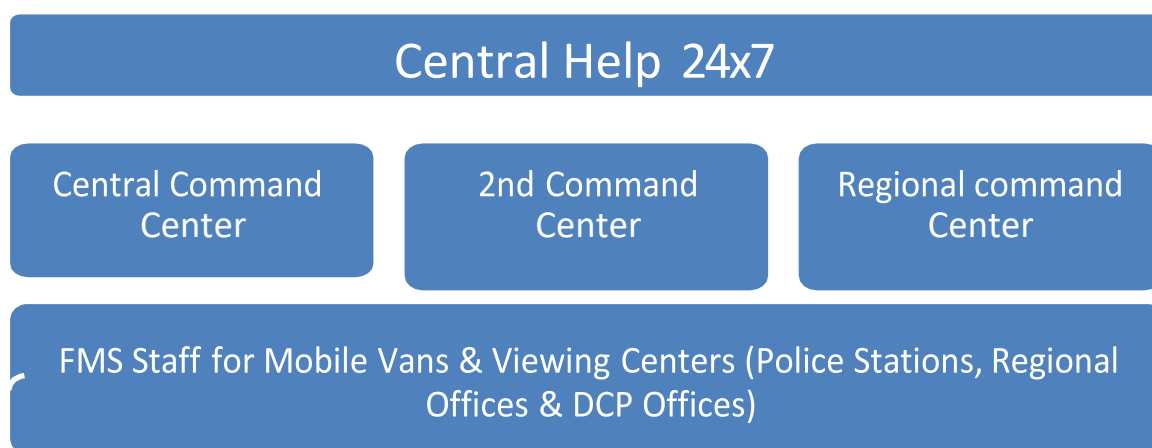 Central Help 24x7
Central Command
Center
2nd Command
Center
Regional command
Center
FMS Staff for Mobile Vans & Viewing Centers (Police Stations, Regional
Offices & DCP Offices)